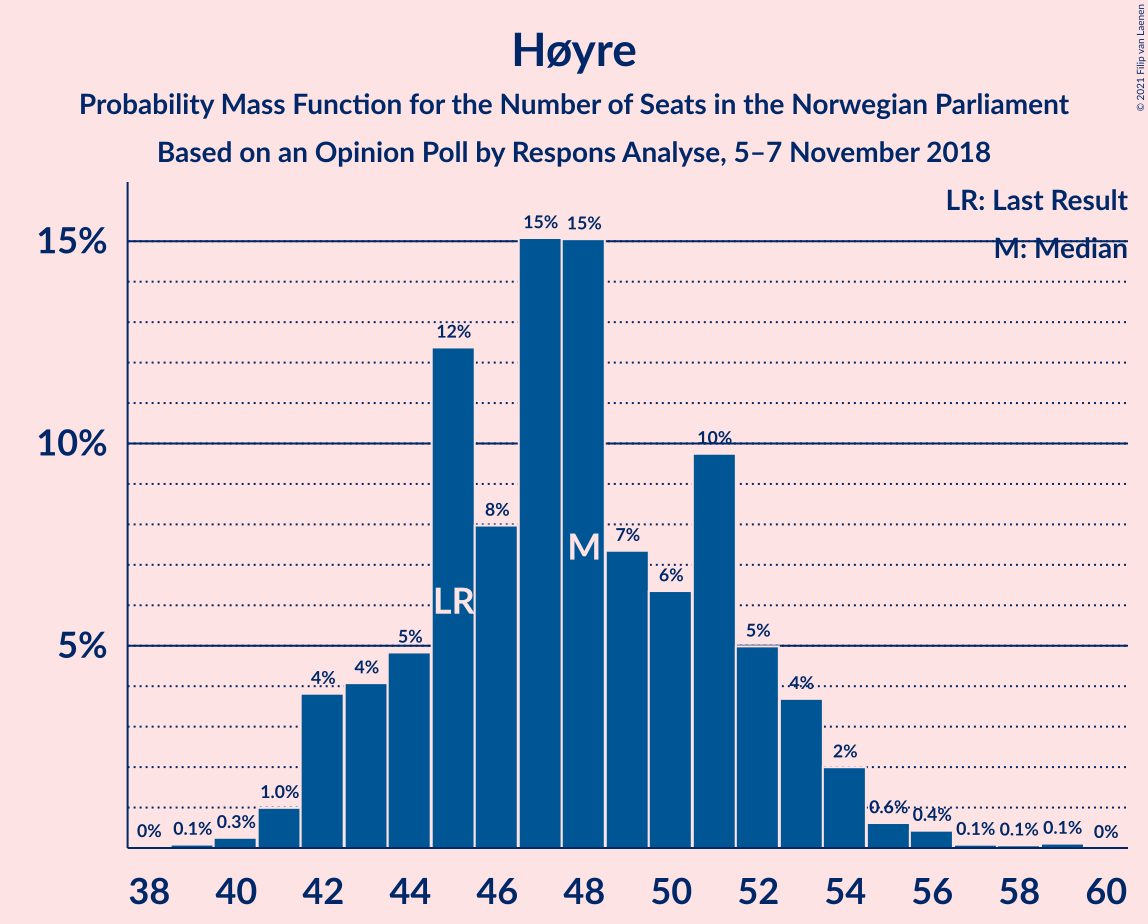 Høyre
Probability Mass Function for the Number of Seats in the Norwegian Parliament
Based on an Opinion Poll by Respons Analyse, 5–7 November 2018
© 2021 Filip van Laenen
LR: Last Result
M: Median
15%
10%
5%
0%
0.1%
0.3%
1.0%
4%
4%
5%
12%
8%
15%
15%
7%
6%
10%
5%
4%
2%
0.6%
0.4%
0.1%
0.1%
0.1%
0%
LR
M
38 40 42 44 46 48 50 52 54 56 58 60